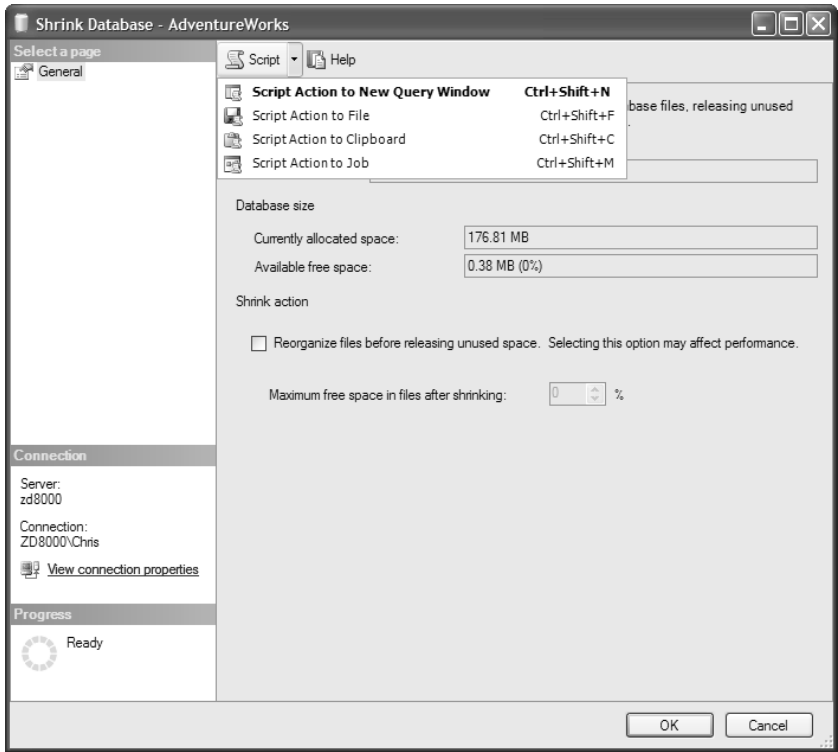 Shrink Database - AdventureWorks
Select a page
General
Script
Help
Script Action to New Query Window Ctrl+Shift+N
Script Action to File Ctrl+Shift+F
Script Action to Clipboard Ctrl+Shift+C
Script Action to Job Ctrl+Shift+M
base files, releasing unused
Database size
Currently allocated space: 176.81 MB
Available free space: 0.38 MB (0%)
Shrink action
Reorganize files before releasing unused space. Selecting this option may affect performance.
Maximum free space in files after shrinking: 0 %
Connection
Server:
zd8000
Connection:
ZD8000\Chris
View connection properties
Progress
Ready
OK
Cancel